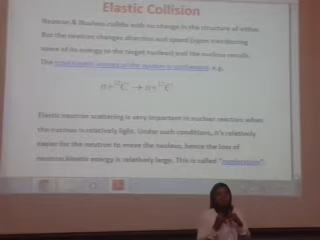 Elastic Collision
Neutron & Nucleus collide with no change in the structure of either.
But the neutron changes direction and speed (upon transferring
some of its energy to the target nucleus) and the nucleus recoils.
The total kinetic energy of the system is conserved. e.g.
n+¹²C → n+¹²C
Elastic neutron scattering is very important in nuclear reactors when
the nucleus is relatively light. Under such conditions, it's relatively
easier for the neutron to move the nucleus, hence the loss of
neutron kinetic energy is relatively large. This is called "moderation".